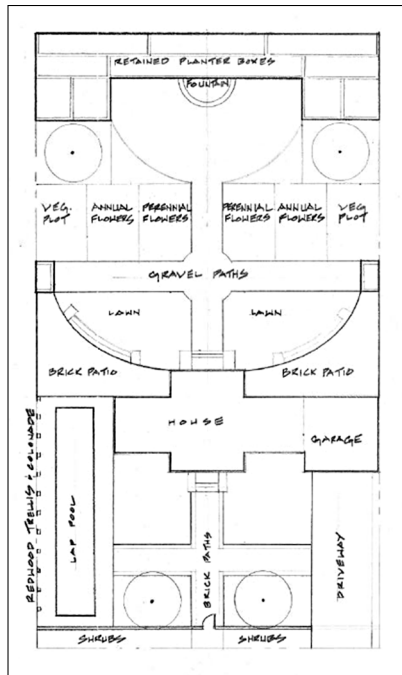 RETAINED PLANTER BOXES
FOUNTAIN
VEG. PLOT
ANNUAL FLOWERS
PERENNIAL FLOWERS
PERENNIAL FLOWERS
ANNUAL FLOWERS
VEG PLOT
GRAVEL PATHS
LAWN
LAWN
BRICK PATIO
BRICK PATIO
HOUSE
GARAGE
REDWOOD TRELLIS & COLONADE
LAP POOL
BRICK PATHS
DRIVEWAY
SHRUBS
SHRUBS